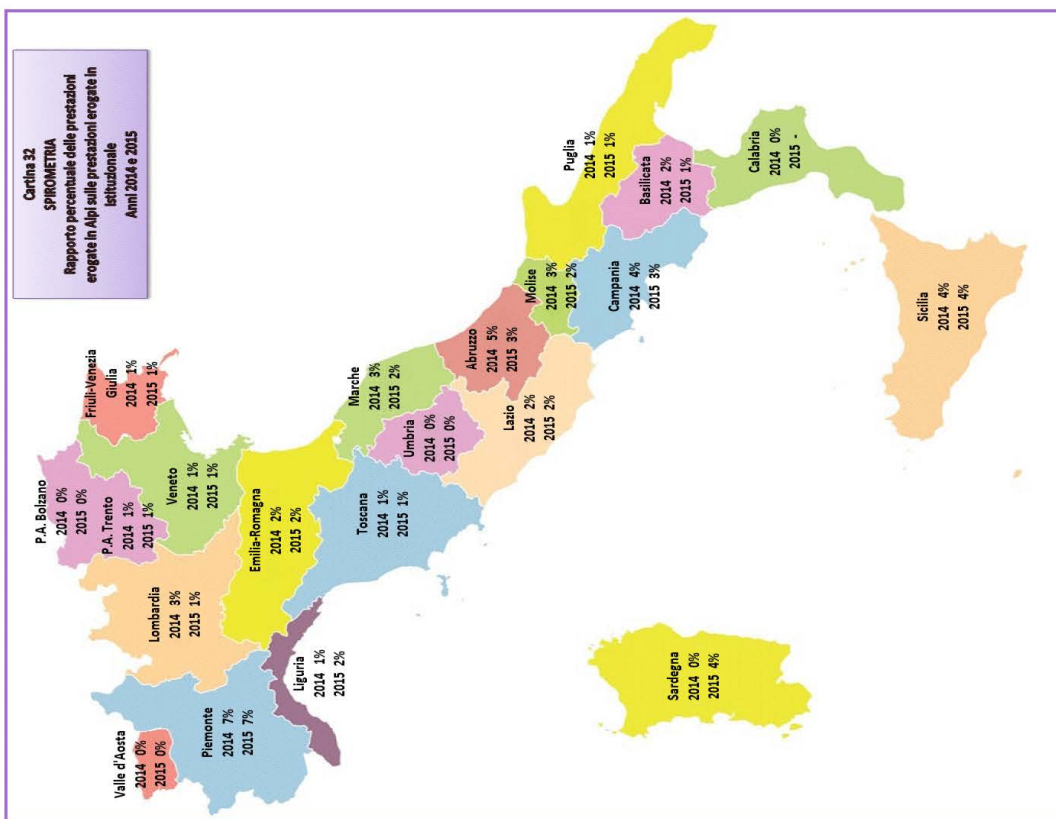 Cartina 32
SPIROMETRIA
Rapporto percentuale delle prestazioni
erogate in Alpi sulle prestazioni erogate in
Istituzionale
Anni 2014 e 2015
P.A. Bolzano
2014 0%
2015 0%
P.A. Trento
2014 1%
2015 1%
Friuli-Venezia
Giulia
2014 1%
2015 1%
Veneto
2014 1%
2015 1%
Lombardia
2014 3%
2015 1%
Valle d'Aosta
2014 0%
2015 0%
Piemonte
2014 7%
2015 7%
Liguria
2014 1%
2015 2%
Emilia-Romagna
2014 2%
2015 2%
Toscana
2014 1%
2015 1%
Marche
2014 3%
2015 2%
Umbria
2014 0%
2015 0%
Lazio
2014 2%
2015 2%
Abruzzo
2014 5%
2015 3%
Molise
2014 3%
2015 2%
Campania
2014 4%
2015 3%
Puglia
2014 1%
2015 1%
Basilicata
2014 2%
2015 1%
Calabria
2014 0%
2015 -
Sicilia
2014 4%
2015 4%
Sardegna
2014 0%
2015 4%